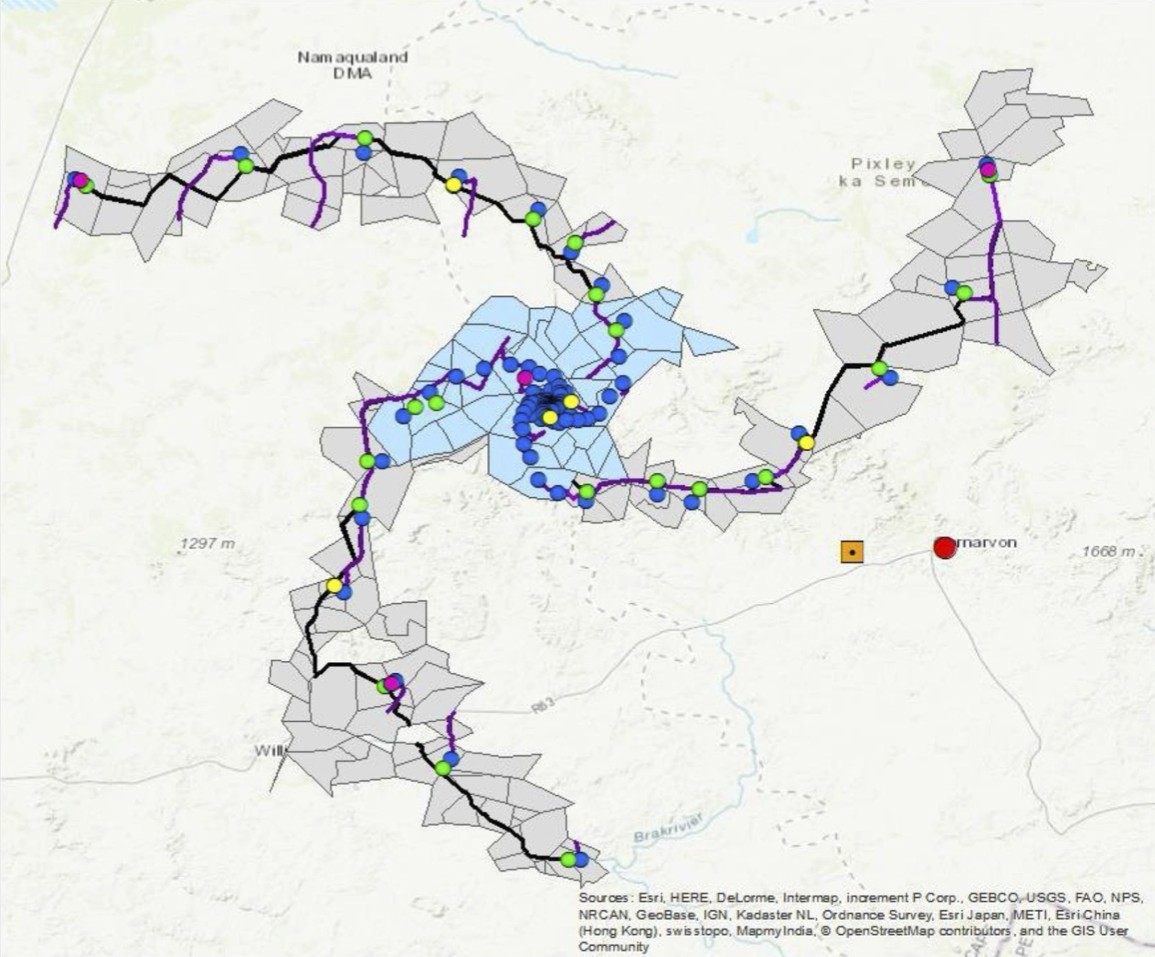 Namaqualand
DMA
Pixley
ka Sem
1297 m
rnarvon
1668 m
R63
Willi
Brakrivier
Sources: Esri, HERE, DeLorme, Intermap, increment P Corp., GEBCO, USGS, FAO, NPS,
NRCAN, GeoBase, IGN, Kadaster NL, Ordnance Survey, Esri Japan, METI, Esri China
(Hong Kong), swisstopo, MapmyIndia, © OpenStreetMap contributors, and the GIS User
Community